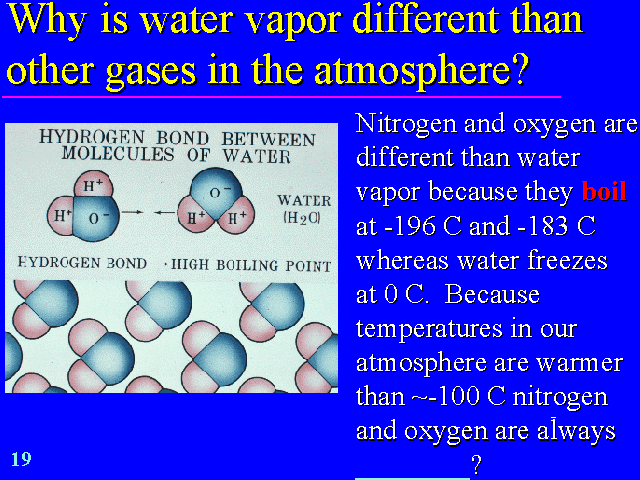 Why is water vapor different than
other gases in the atmosphere?
HYDROGEN BOND BETWEEN
MOLECULES OF WATER
H+
H+ O-
O-
H+ H+
WATER
(H2O)
HYDROGEN BOND · HIGH BOILING POINT
Nitrogen and oxygen are
different than water
vapor because they boil
at -196 C and -183 C
whereas water freezes
at 0 C. Because
temperatures in our
atmosphere are warmer
than ~-100 C nitrogen
and oxygen are always
________?
19